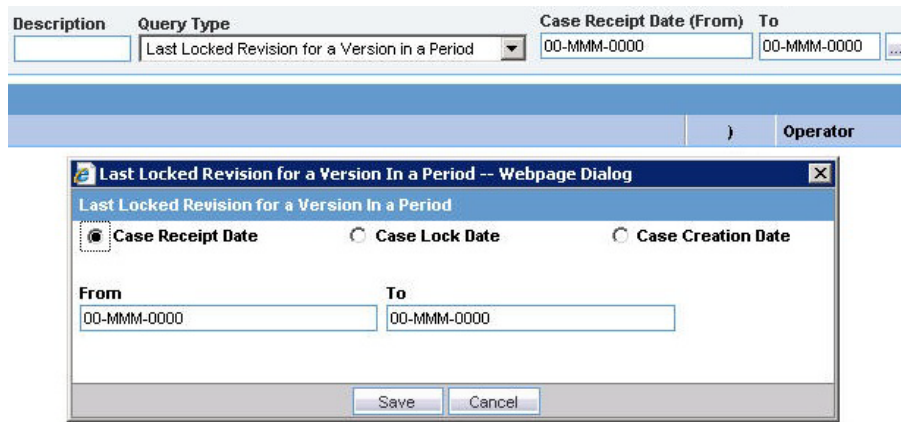 Description Query Type Case Receipt Date (From) To
Last Locked Revision for a Version in a Period 00-MMM-0000 00-MMM-0000 ...
) Operator
Last Locked Revision for a Version In a Period -- Webpage Dialog
Last Locked Revision for a Version In a Period
Case Receipt Date Case Lock Date Case Creation Date
From To
00-MMM-0000 00-MMM-0000
Save Cancel